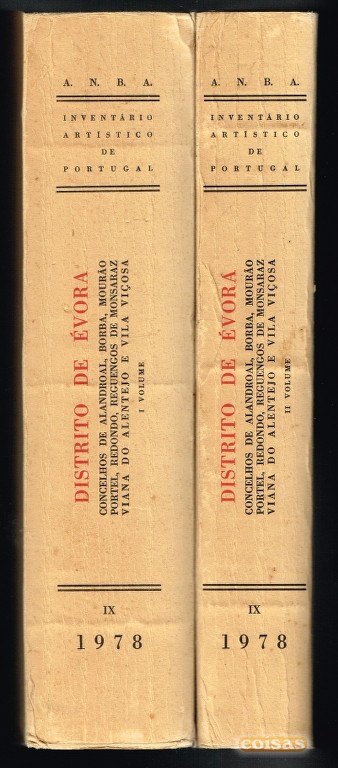 A. N. B. A.
INVENTÁRIO
ARTÍSTICO
DE
PORTUGAL
DISTRITO DE ÉVORA
CONCELHOS DE ALANDROAL, BORBA, MOURÃO
PORTEL, REDONDO, REGUENGOS DE MONSARAZ
VIANA DO ALENTEJO E VILA VIÇOSA
I VOLUME
IX
1978
A. N. B. A.
INVENTÁRIO
ARTÍSTICO
DE
PORTUGAL
DISTRITO DE ÉVORA
CONCELHOS DE ALANDROAL, BORBA, MOURÃO
PORTEL, REDONDO, REGUENGOS DE MONSARAZ
VIANA DO ALENTEJO E VILA VIÇOSA
II VOLUME
IX
1978
coisas